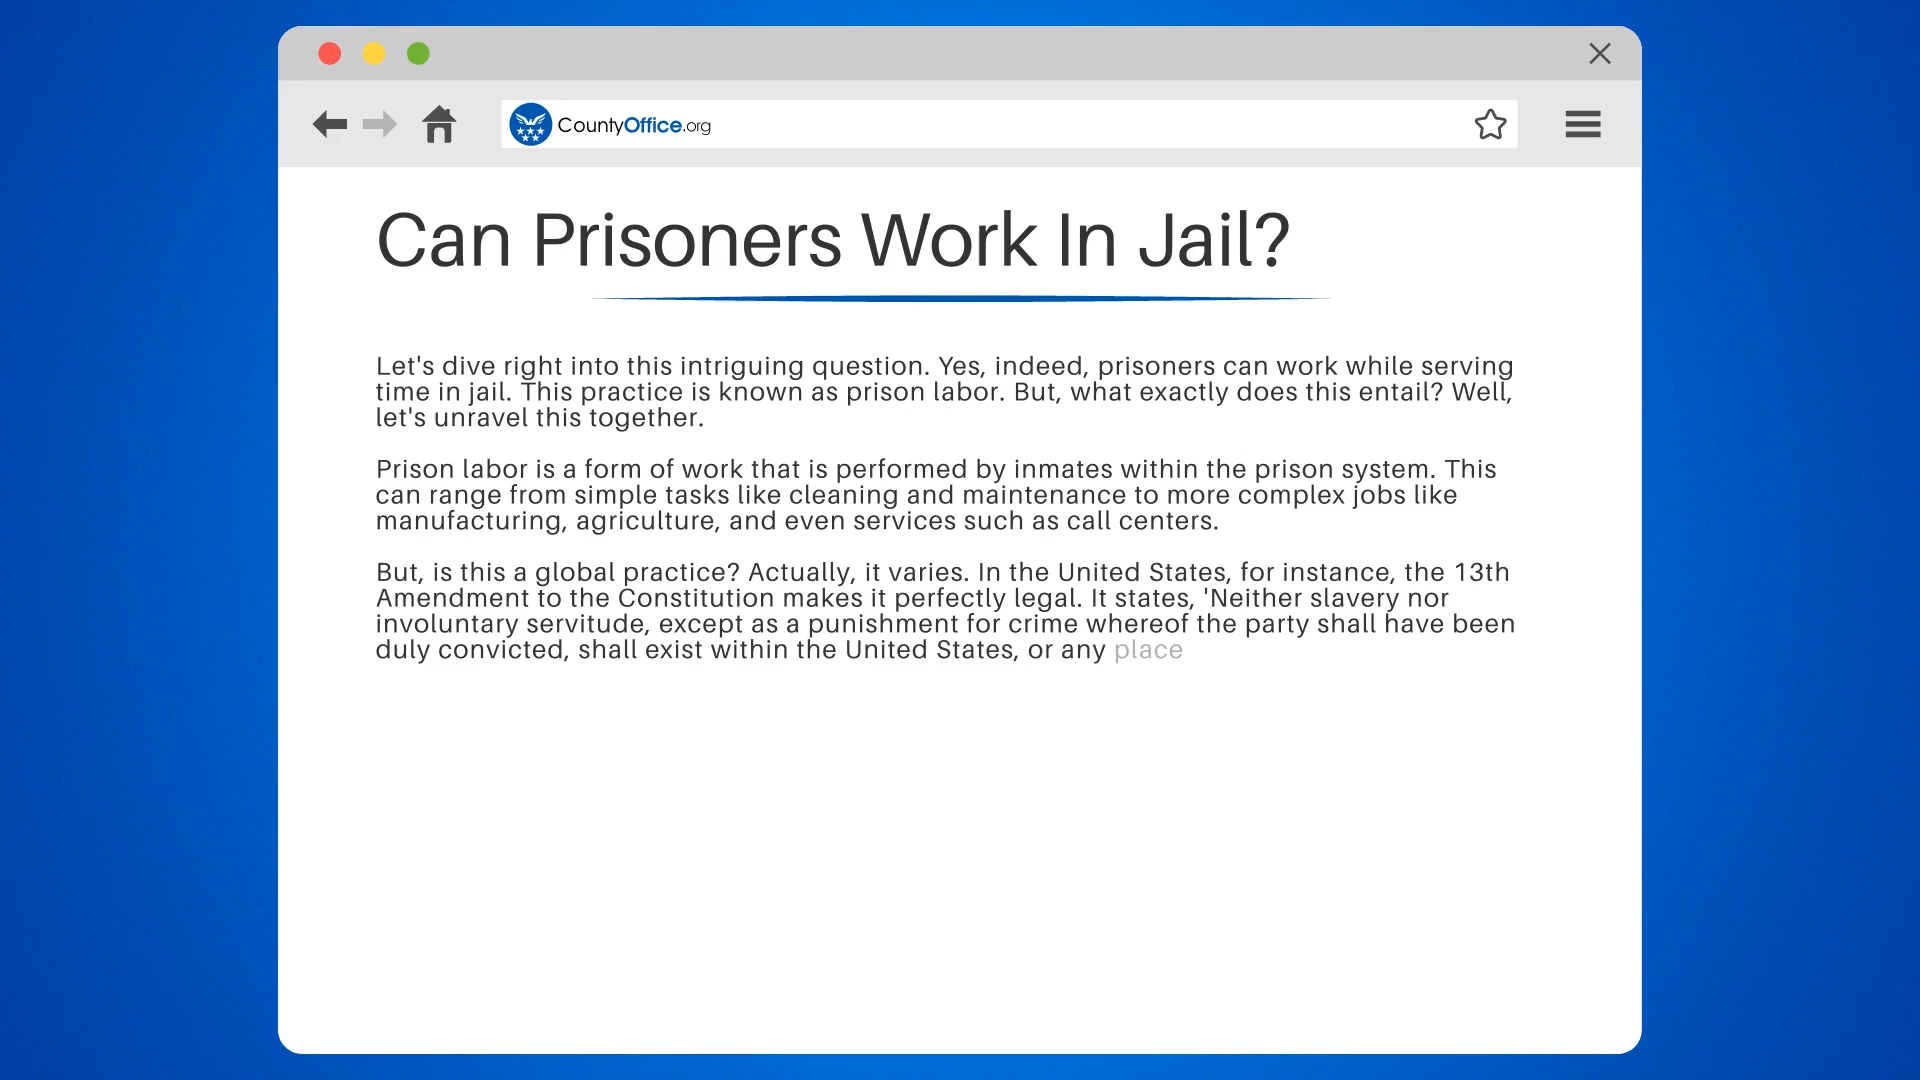 CountyOffice.org
Can Prisoners Work In Jail?
Let's dive right into this intriguing question. Yes, indeed, prisoners can work while serving
time in jail. This practice is known as prison labor. But, what exactly does this entail? Well,
let's unravel this together.
Prison labor is a form of work that is performed by inmates within the prison system. This
can range from simple tasks like cleaning and maintenance to more complex jobs like
manufacturing, agriculture, and even services such as call centers.
But, is this a global practice? Actually, it varies. In the United States, for instance, the 13th
Amendment to the Constitution makes it perfectly legal. It states, 'Neither slavery nor
involuntary servitude, except as a punishment for crime whereof the party shall have been
duly convicted, shall exist within the United States, or any place